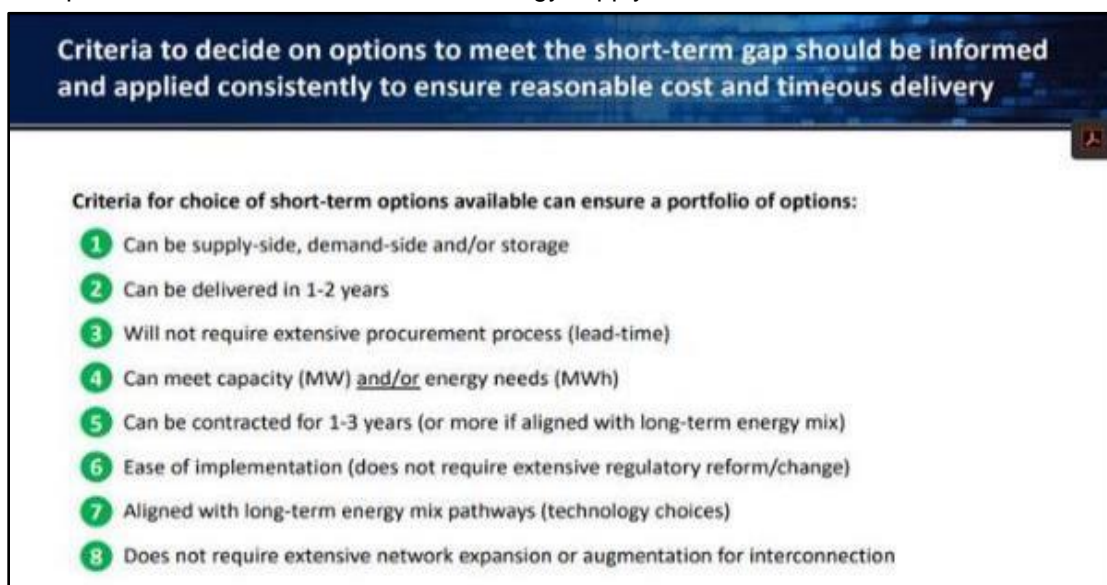 Criteria to decide on options to meet the short-term gap should be informed
and applied consistently to ensure reasonable cost and timeous delivery
Criteria for choice of short-term options available can ensure a portfolio of options:
1 Can be supply-side, demand-side and/or storage
2 Can be delivered in 1-2 years
3 Will not require extensive procurement process (lead-time)
4 Can meet capacity (MW) and/or energy needs (MWh)
5 Can be contracted for 1-3 years (or more if aligned with long-term energy mix)
6 Ease of implementation (does not require extensive regulatory reform/change)
7 Aligned with long-term energy mix pathways (technology choices)
8 Does not require extensive network expansion or augmentation for interconnection